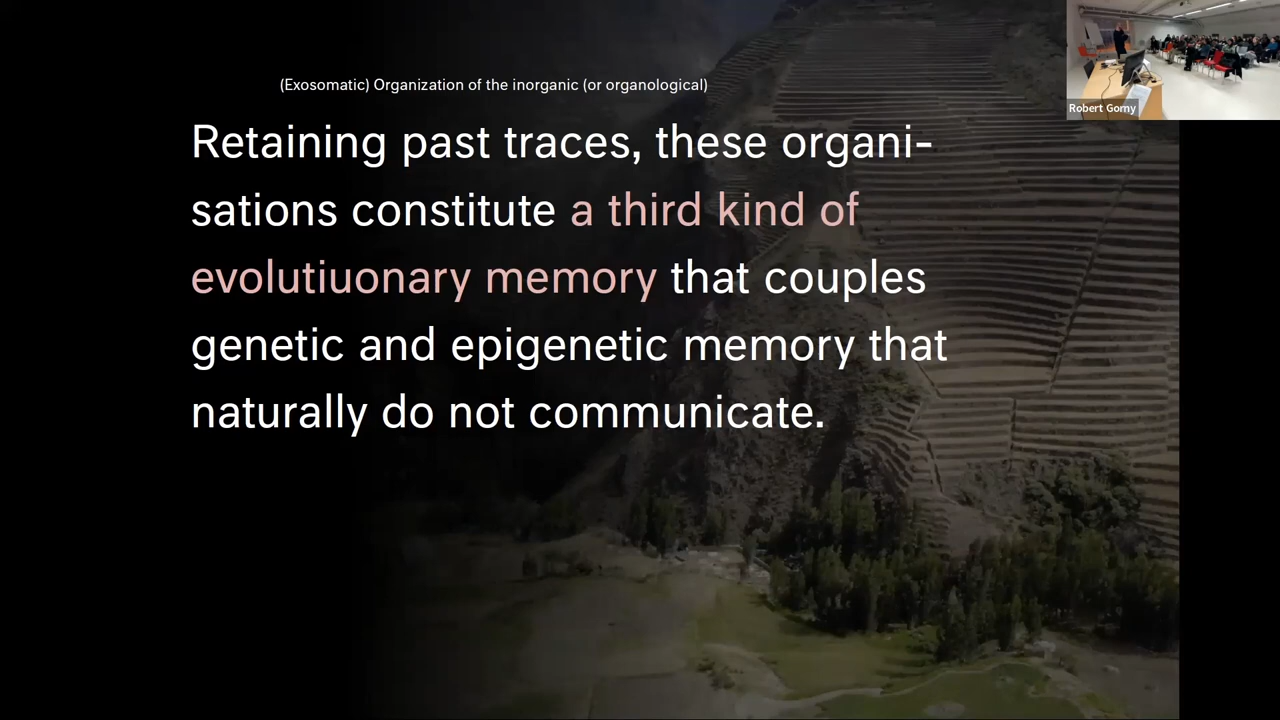 (Exosomatic) Organization of the inorganic (or organological)
Retaining past traces, these organi-
sations constitute a third kind of
evolutiuonary memory that couples
genetic and epigenetic memory that
naturally do not communicate.
Robert Gorny